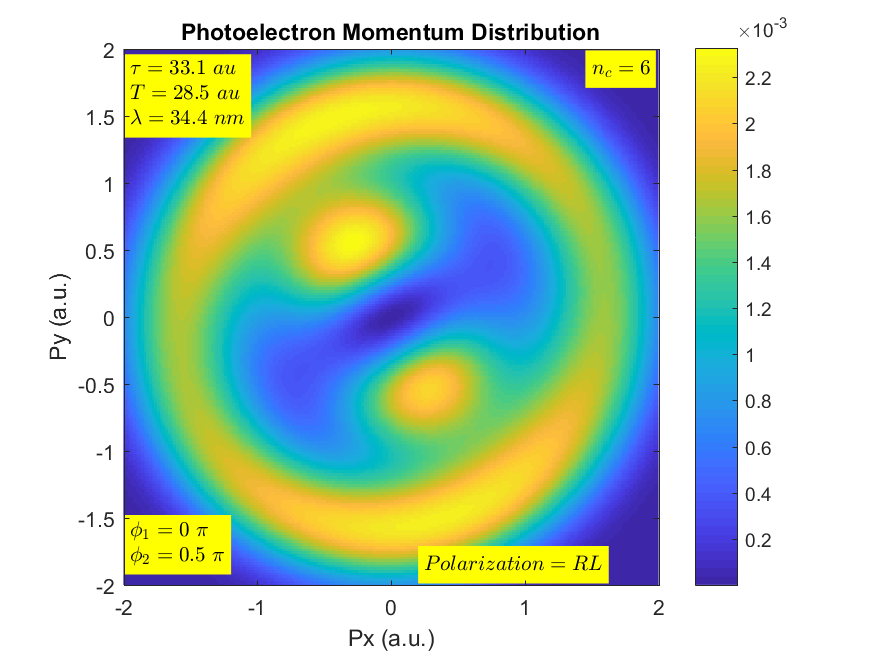 Photoelectron Momentum Distribution
×10⁻³
τ = 33.1 au
T = 28.5 au
λ = 34.4 nm
n_c = 6
ϕ₁ = 0 π
ϕ₂ = 0.5 π
Polarization = RL
2
1.5
1
0.5
0
-0.5
-1
-1.5
-2
Py (a.u.)
-2 -1 0 1 2
Px (a.u.)
2.2
2
1.8
1.6
1.4
1.2
1
0.8
0.6
0.4
0.2